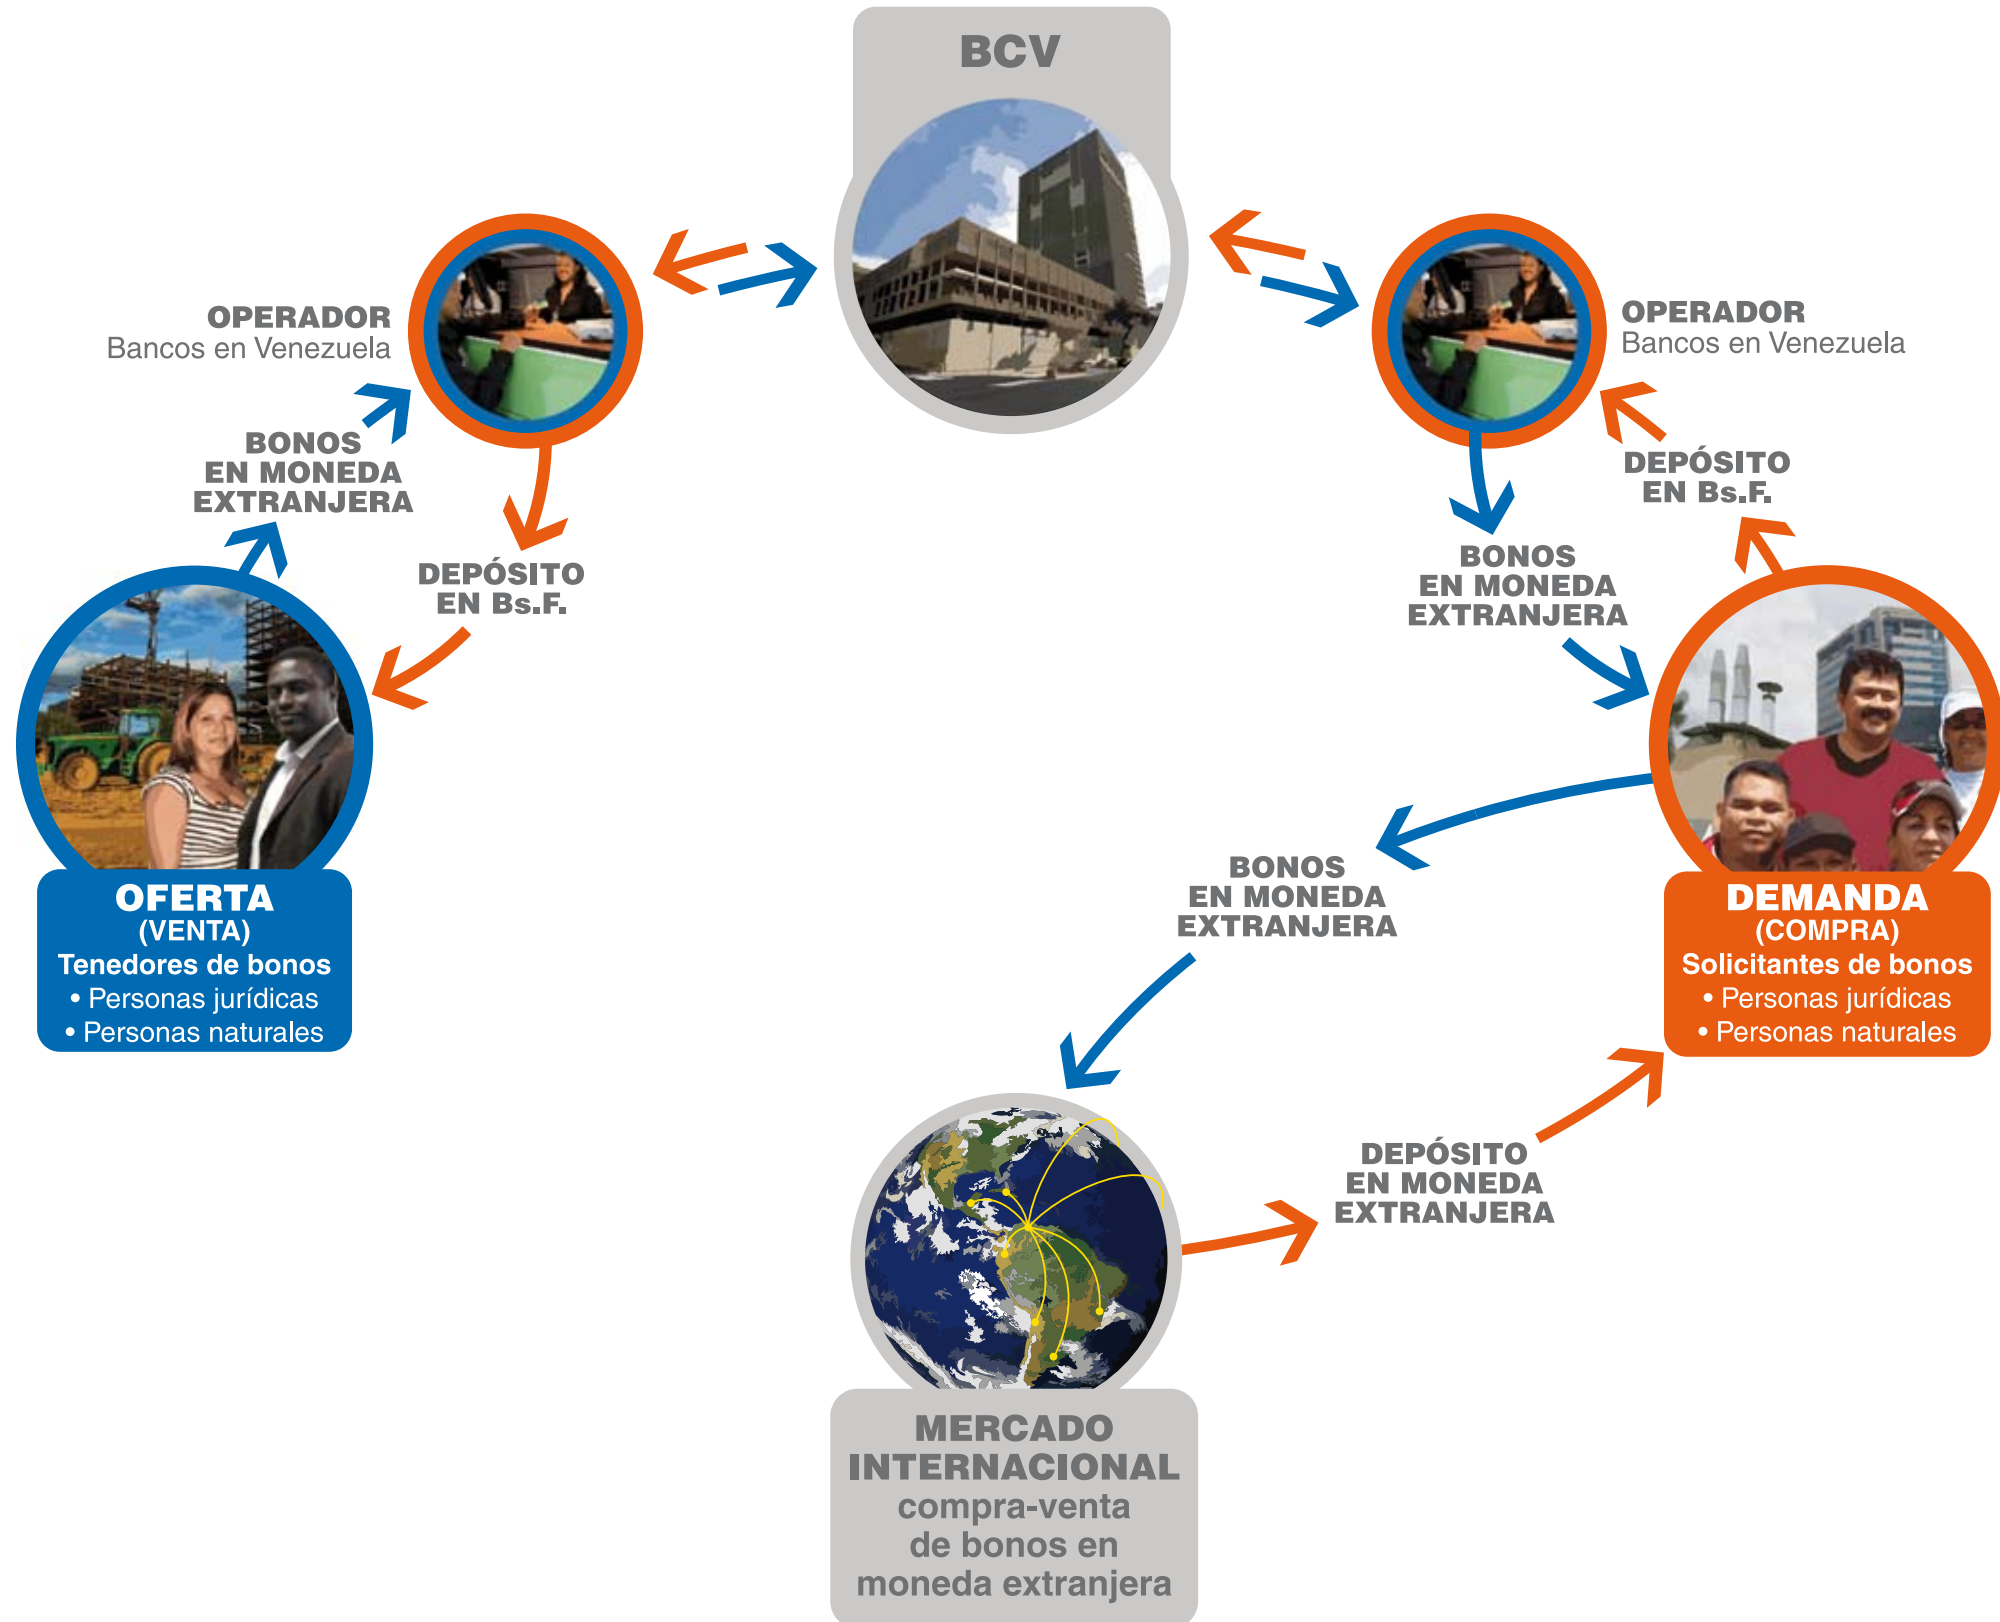 BCV
OPERADOR
Bancos en Venezuela
OPERADOR
Bancos en Venezuela
BONOS
EN MONEDA
EXTRANJERA
DEPÓSITO
EN Bs.F.
DEPÓSITO
EN Bs.F.
BONOS
EN MONEDA
EXTRANJERA
OFERTA
(VENTA)
Tenedores de bonos
• Personas jurídicas
• Personas naturales
BONOS
EN MONEDA
EXTRANJERA
DEMANDA
(COMPRA)
Solicitantes de bonos
• Personas jurídicas
• Personas naturales
DEPÓSITO
EN MONEDA
EXTRANJERA
MERCADO
INTERNACIONAL
compra-venta
de bonos en
moneda extranjera